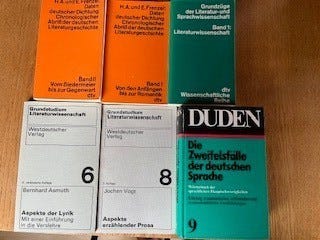 H. A. und E. Frenzel
Daten
deutscher Dichtung
Chronologischer
Abriß der deutschen
Literaturgeschichte
Band II
Vom Biedermeier
bis zur Gegenwart
dtv
H. A. und E. Frenzel
Daten
deutscher Dichtung
Chronologischer
Abriß der deutschen
Literaturgeschichte
Band I
Von den Anfängen
bis zur Romantik
dtv
Grundzüge
der Literatur- und
Sprachwissenschaft
Band 1:
Literaturwissenschaft
dtv
Wissenschaftliche
Reihe
Grundstudium
Literaturwissenschaft
Westdeutscher
Verlag
6
Bernhard Asmuth
Aspekte der Lyrik
Mit einer Einführung
in die Verslehre
Grundstudium
Literaturwissenschaft
Westdeutscher
Verlag
8
Jochen Vogt
Aspekte
erzählender Prosa
DUDEN
Die
Zweifelsfälle
der deutschen
Sprache
Wörterbuch der
sprachlichen Hauptschwierigkeiten
9